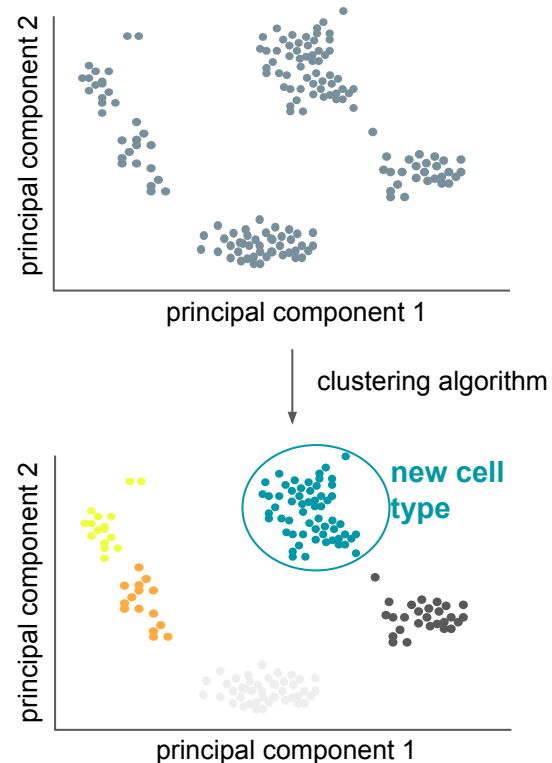 principal component 2
principal component 1
clustering algorithm
new cell
type
principal component 2
principal component 1